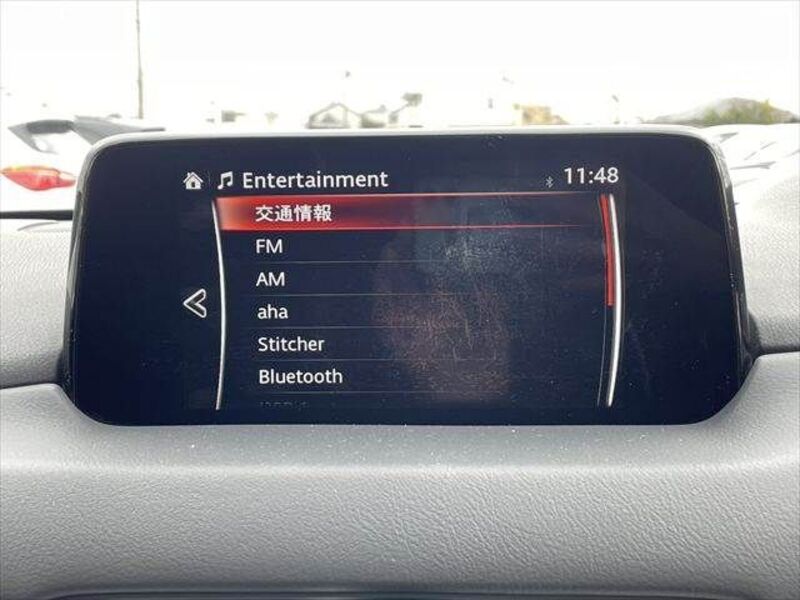 Entertainment
11:48
交通情報
FM
AM
aha
Stitcher
Bluetooth